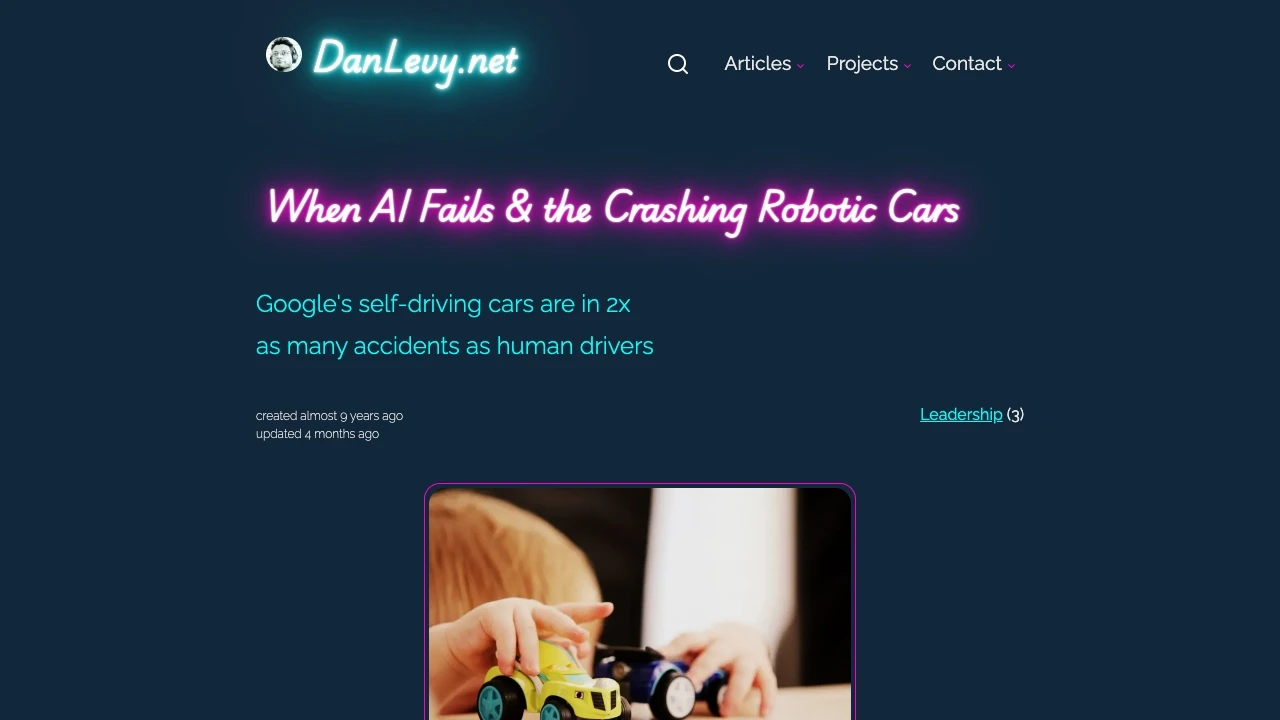 DanLevy.net
Articles
Projects
Contact
When AI Fails & the Crashing Robotic Cars
Google's self-driving cars are in 2x
as many accidents as human drivers
created almost 9 years ago
updated 4 months ago
Leadership (3)